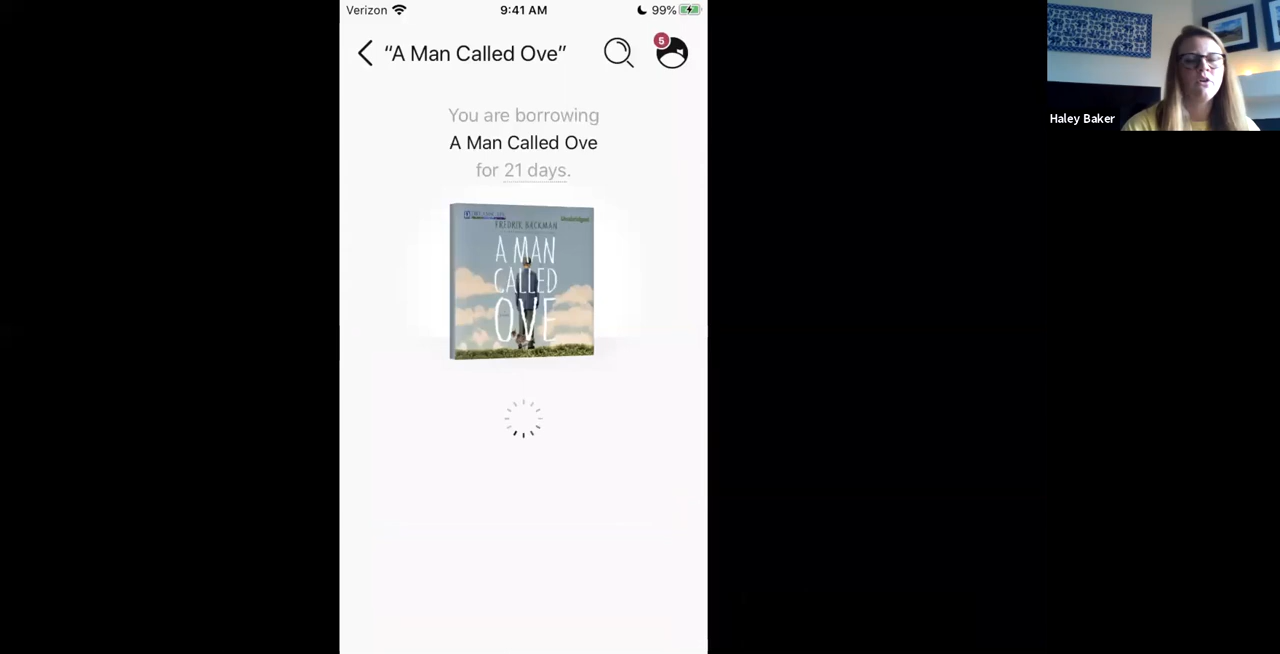 Verizon 9:41 AM 99%
"A Man Called Ove" 5
You are borrowing
A Man Called Ove
for 21 days.
Unabridged
FREDRIK BACKMAN
A MAN
CALLED
OVE
Haley Baker